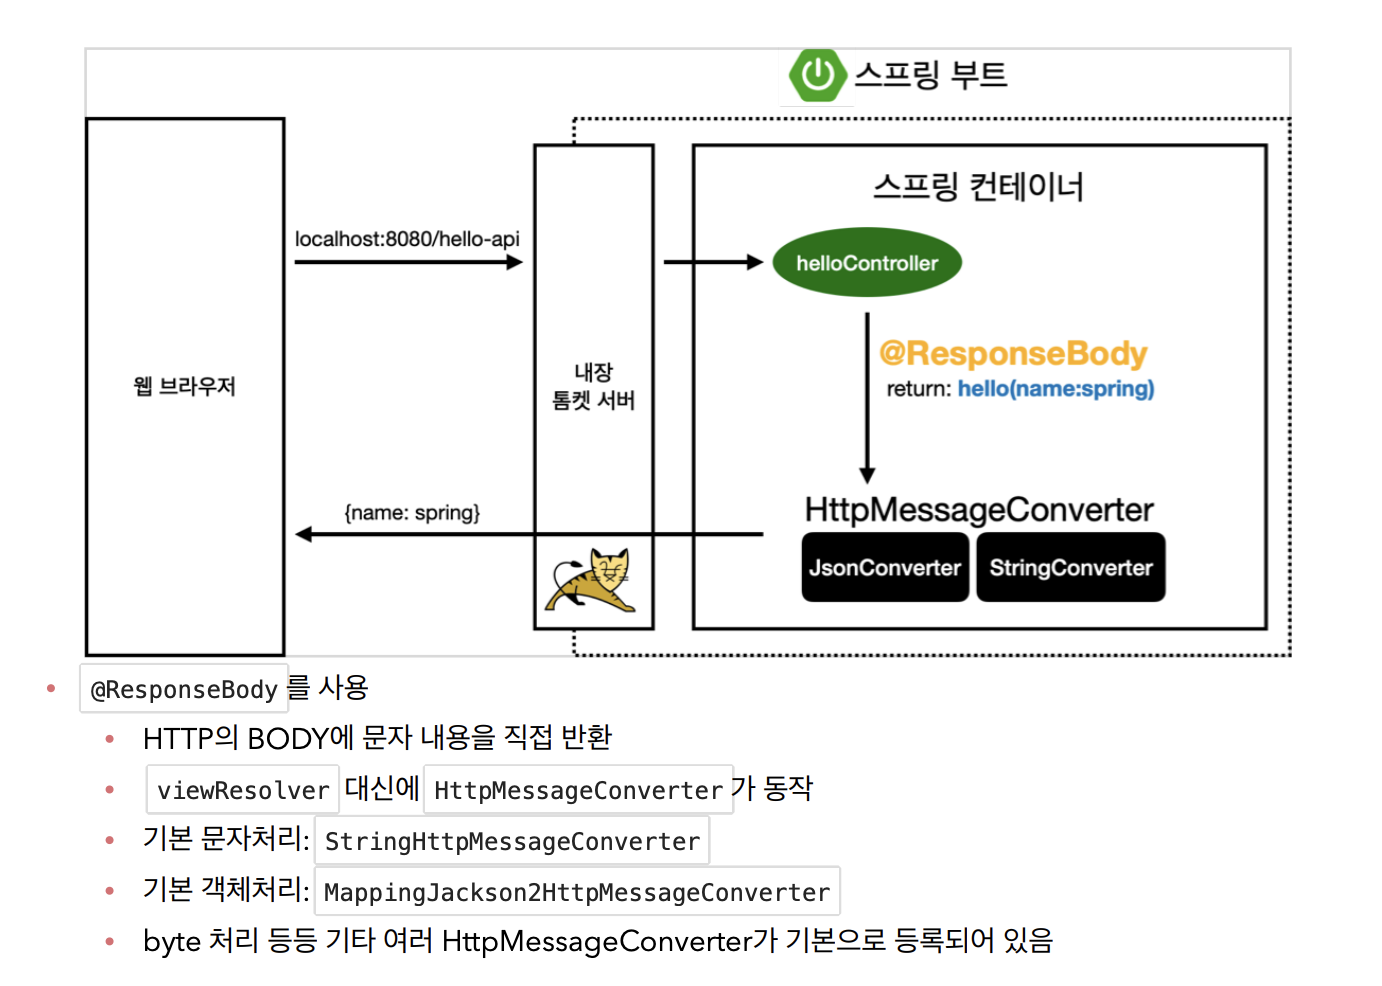 스프링 부트
스프링 컨테이너
localhost:8080/hello-api
helloController
@ResponseBody
return: hello(name:spring)
웹 브라우저
내장
톰켓 서버
{name: spring}
HttpMessageConverter
JsonConverter
StringConverter
@ResponseBody 를 사용
HTTP의 BODY에 문자 내용을 직접 반환
viewResolver 대신에 HttpMessageConverter 가 동작
기본 문자처리: StringHttpMessageConverter
기본 객체처리: MappingJackson2HttpMessageConverter
byte 처리 등등 기타 여러 HttpMessageConverter가 기본으로 등록되어 있음